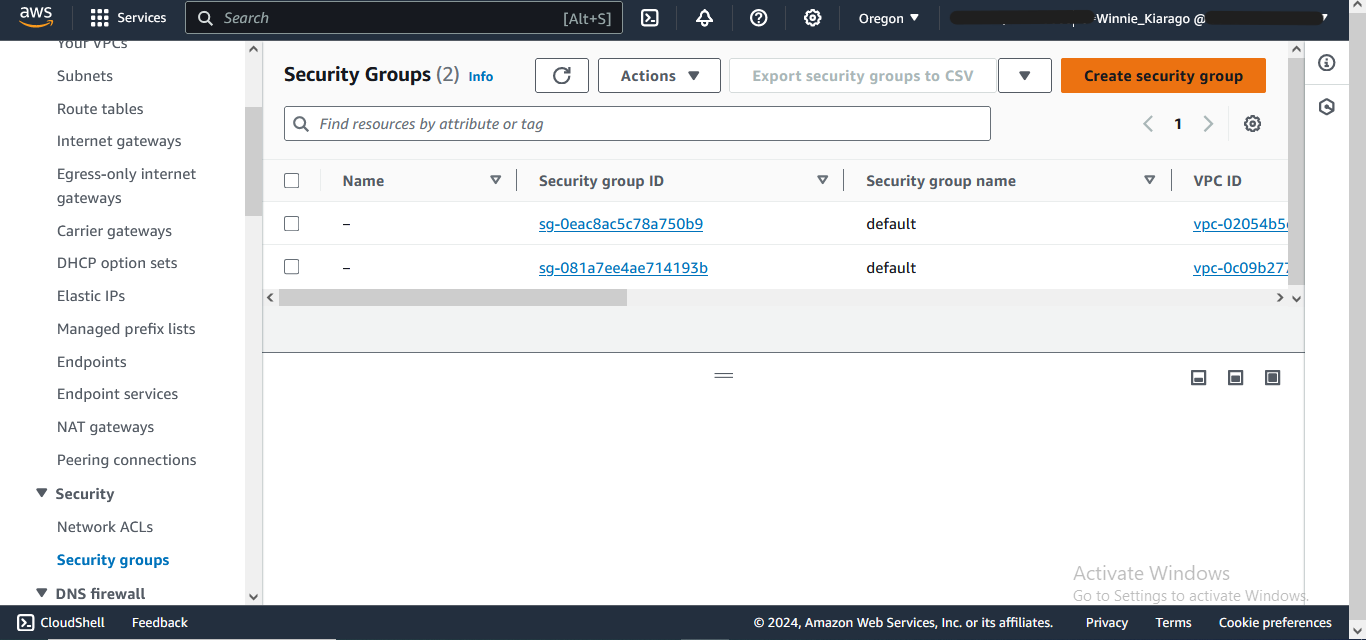 aws
Services
Search
[Alt+S]
Oregon
Winnie_Kiarago @
Your VPCs
Subnets
Route tables
Internet gateways
Egress-only internet
gateways
Carrier gateways
DHCP option sets
Elastic IPs
Managed prefix lists
Endpoints
Endpoint services
NAT gateways
Peering connections
Security
Network ACLs
Security groups
DNS firewall
Security Groups (2) Info
Actions
Export security groups to CSV
Create security group
Find resources by attribute or tag
1
Name
Security group ID
Security group name
VPC ID
– sg-0eac8ac5c78a750b9 default vpc-02054b5
– sg-081a7ee4ae714193b default vpc-0c09b277
Activate Windows
Go to Settings to activate Windows.
CloudShell
Feedback
© 2024, Amazon Web Services, Inc. or its affiliates.
Privacy
Terms
Cookie preferences